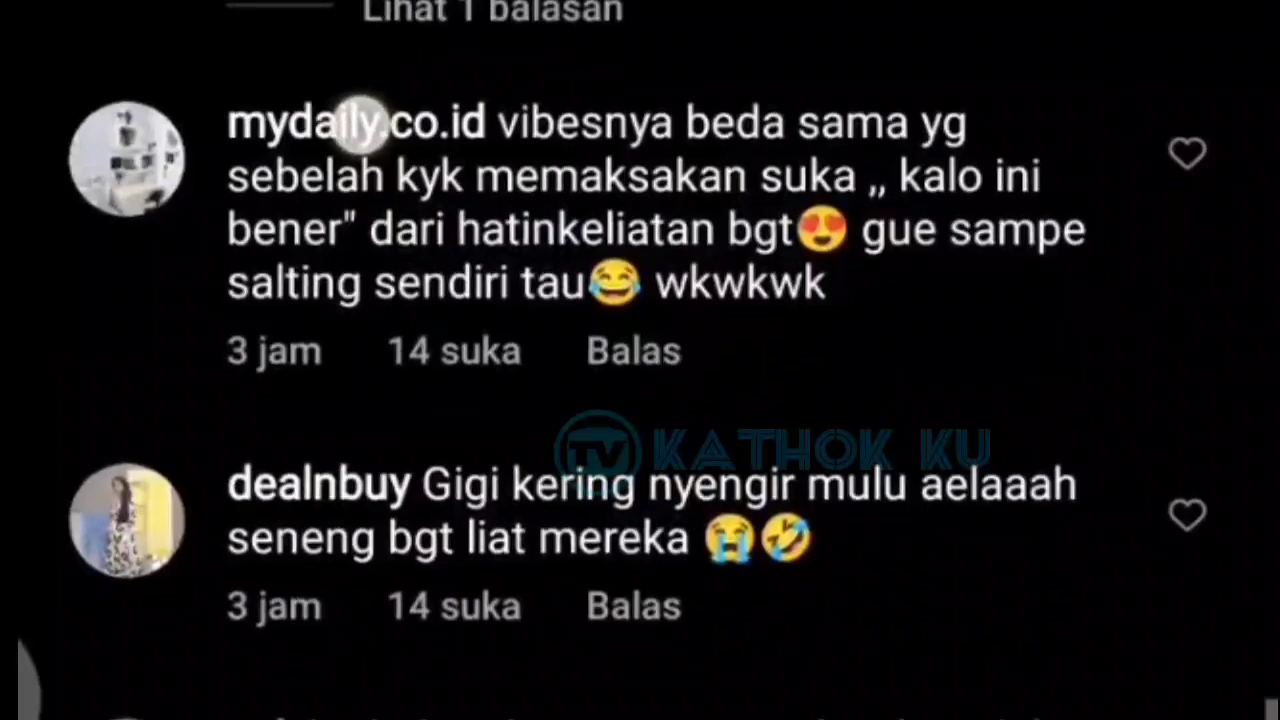 Lihat 1 balasan
mydaily.co.id vibesnya beda sama yg
sebelah kyk memaksakan suka ,, kalo ini
bener" dari hatinkeliatan bgt😍 gue sampe
salting sendiri tau😂 wkwkwk
3 jam 14 suka Balas
TV KATHOK KU
dealnbuy Gigi kering nyengir mulu aelaaah
seneng bgt liat mereka 😭🤣
3 jam 14 suka Balas